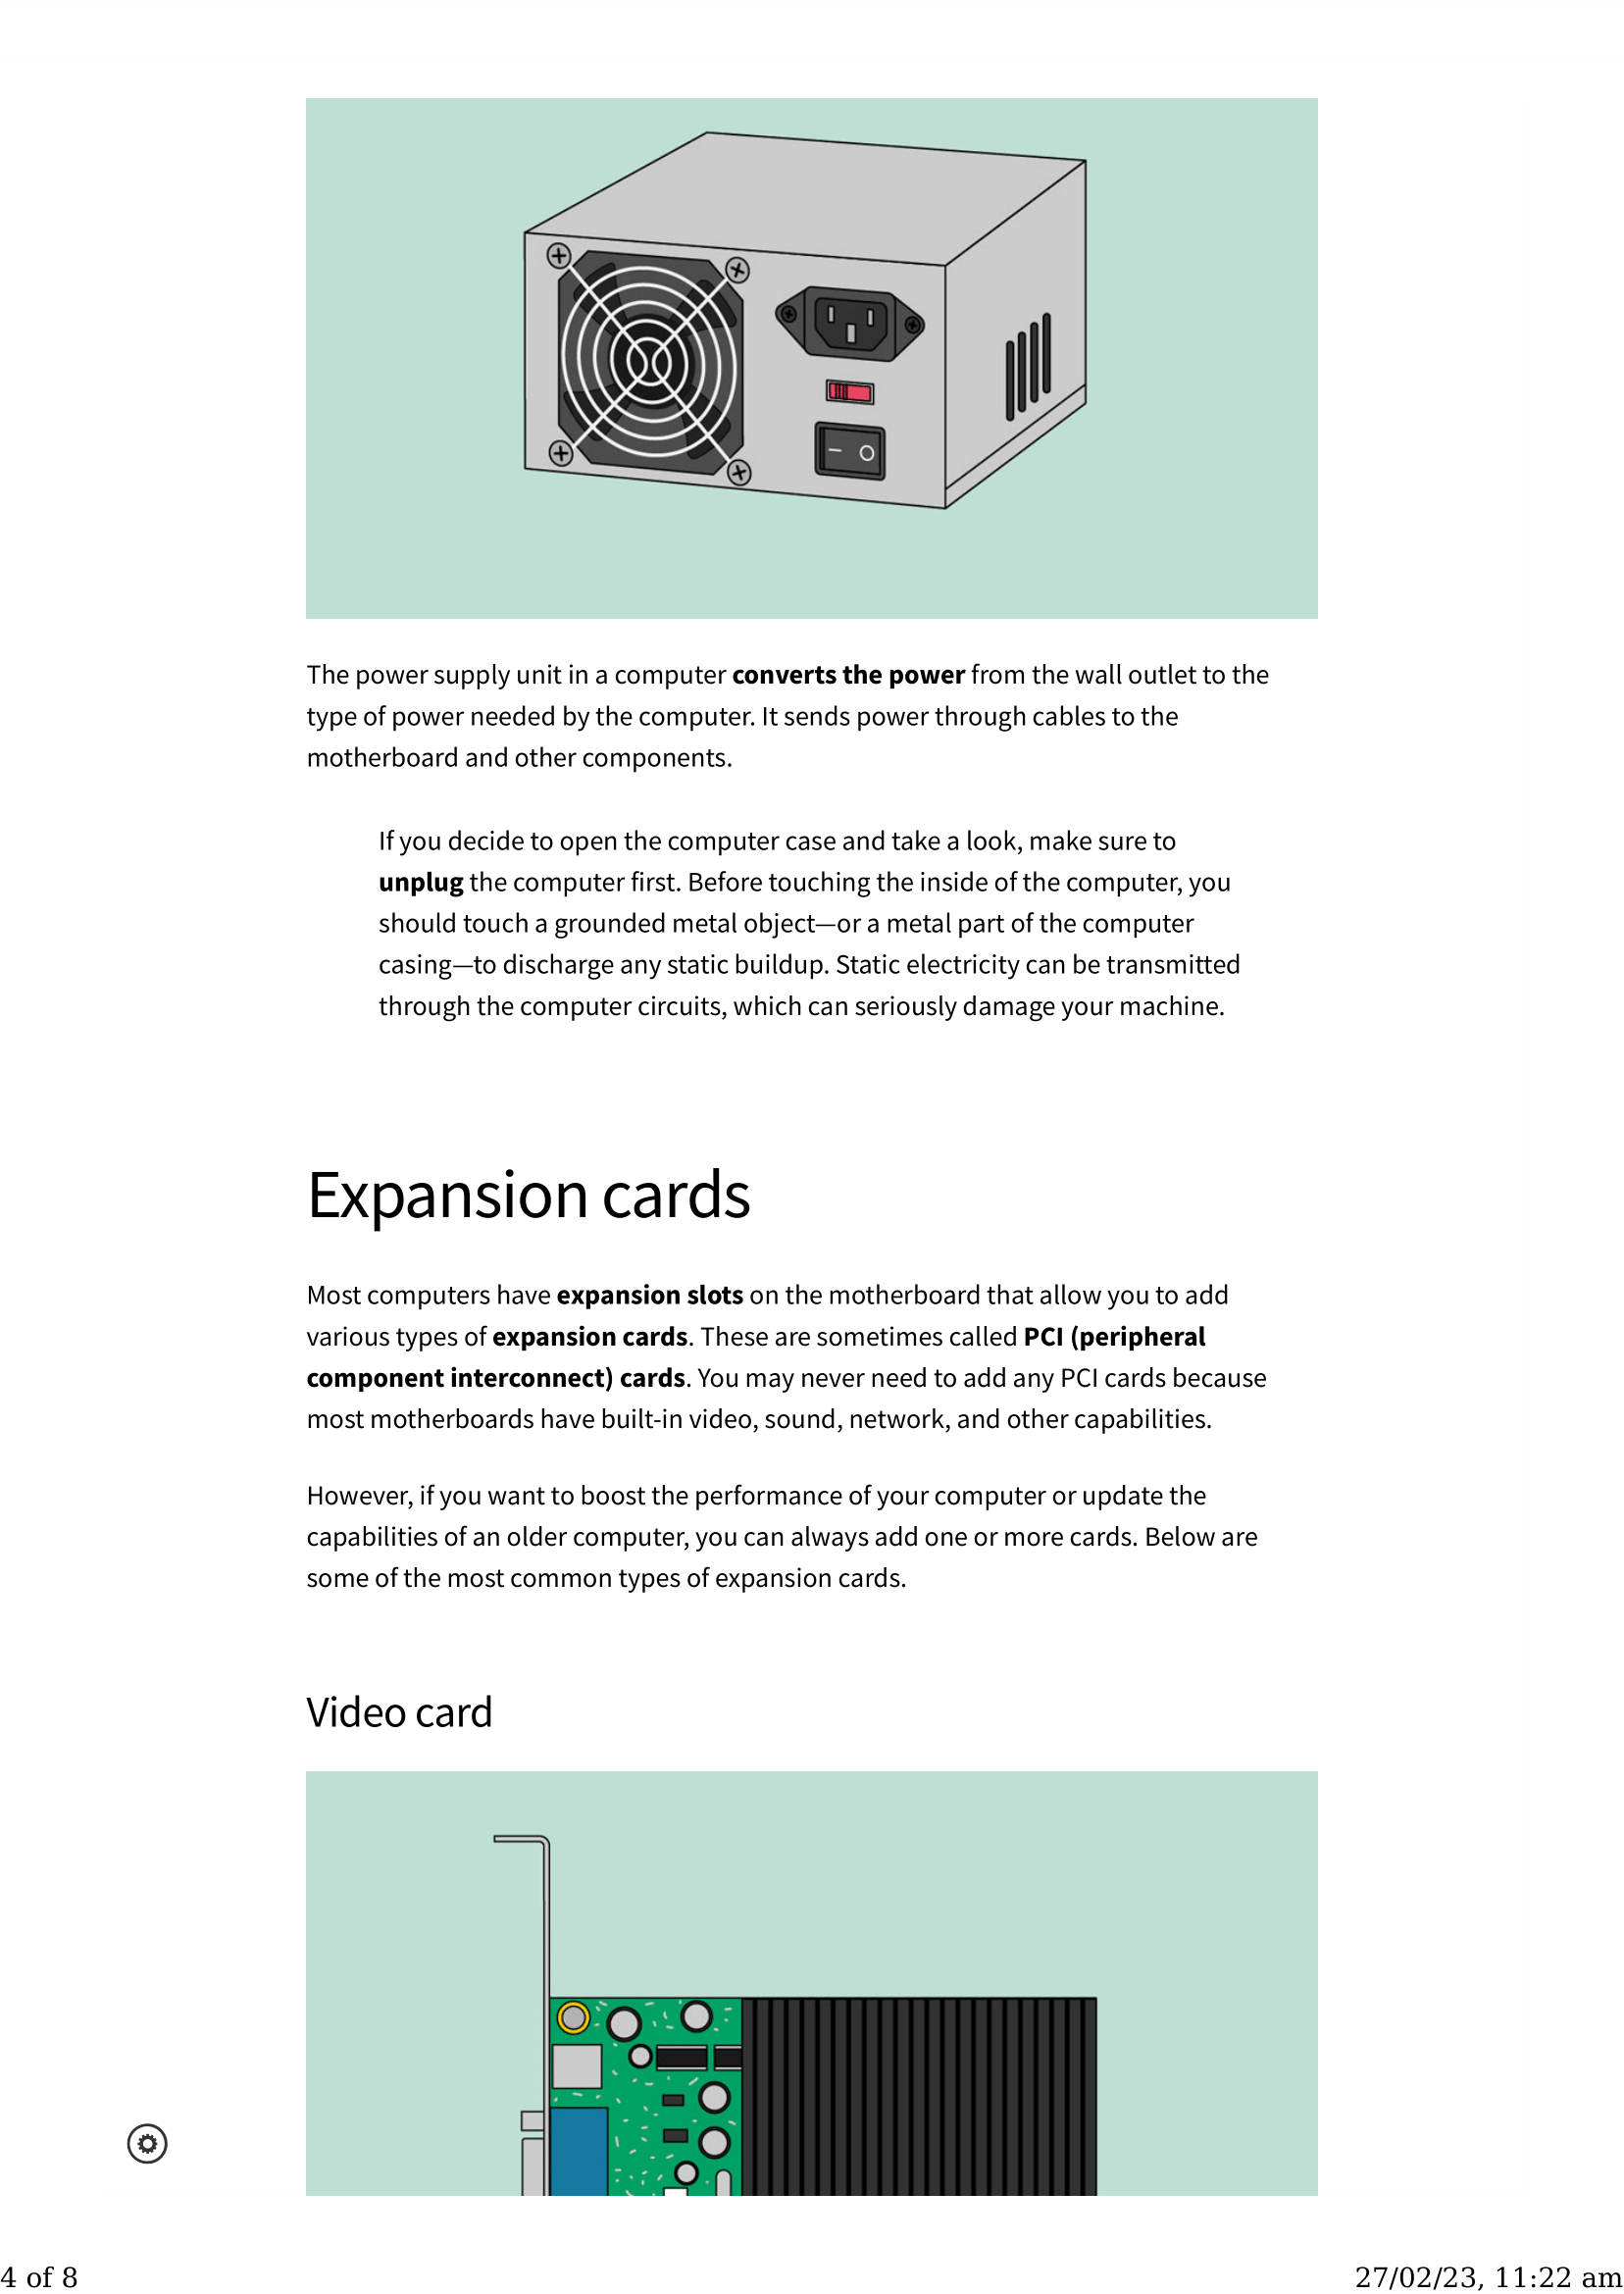 The power supply unit in a computer converts the power from the wall outlet to the
type of power needed by the computer. It sends power through cables to the
motherboard and other components.
If you decide to open the computer case and take a look, make sure to
unplug the computer first. Before touching the inside of the computer, you
should touch a grounded metal object—or a metal part of the computer
casing—to discharge any static buildup. Static electricity can be transmitted
through the computer circuits, which can seriously damage your machine.
Expansion cards
Most computers have expansion slots on the motherboard that allow you to add
various types of expansion cards. These are sometimes called PCI (peripheral
component interconnect) cards. You may never need to add any PCI cards because
most motherboards have built-in video, sound, network, and other capabilities.
However, if you want to boost the performance of your computer or update the
capabilities of an older computer, you can always add one or more cards. Below are
some of the most common types of expansion cards.
Video card
4 of 8
27/02/23, 11:22 am